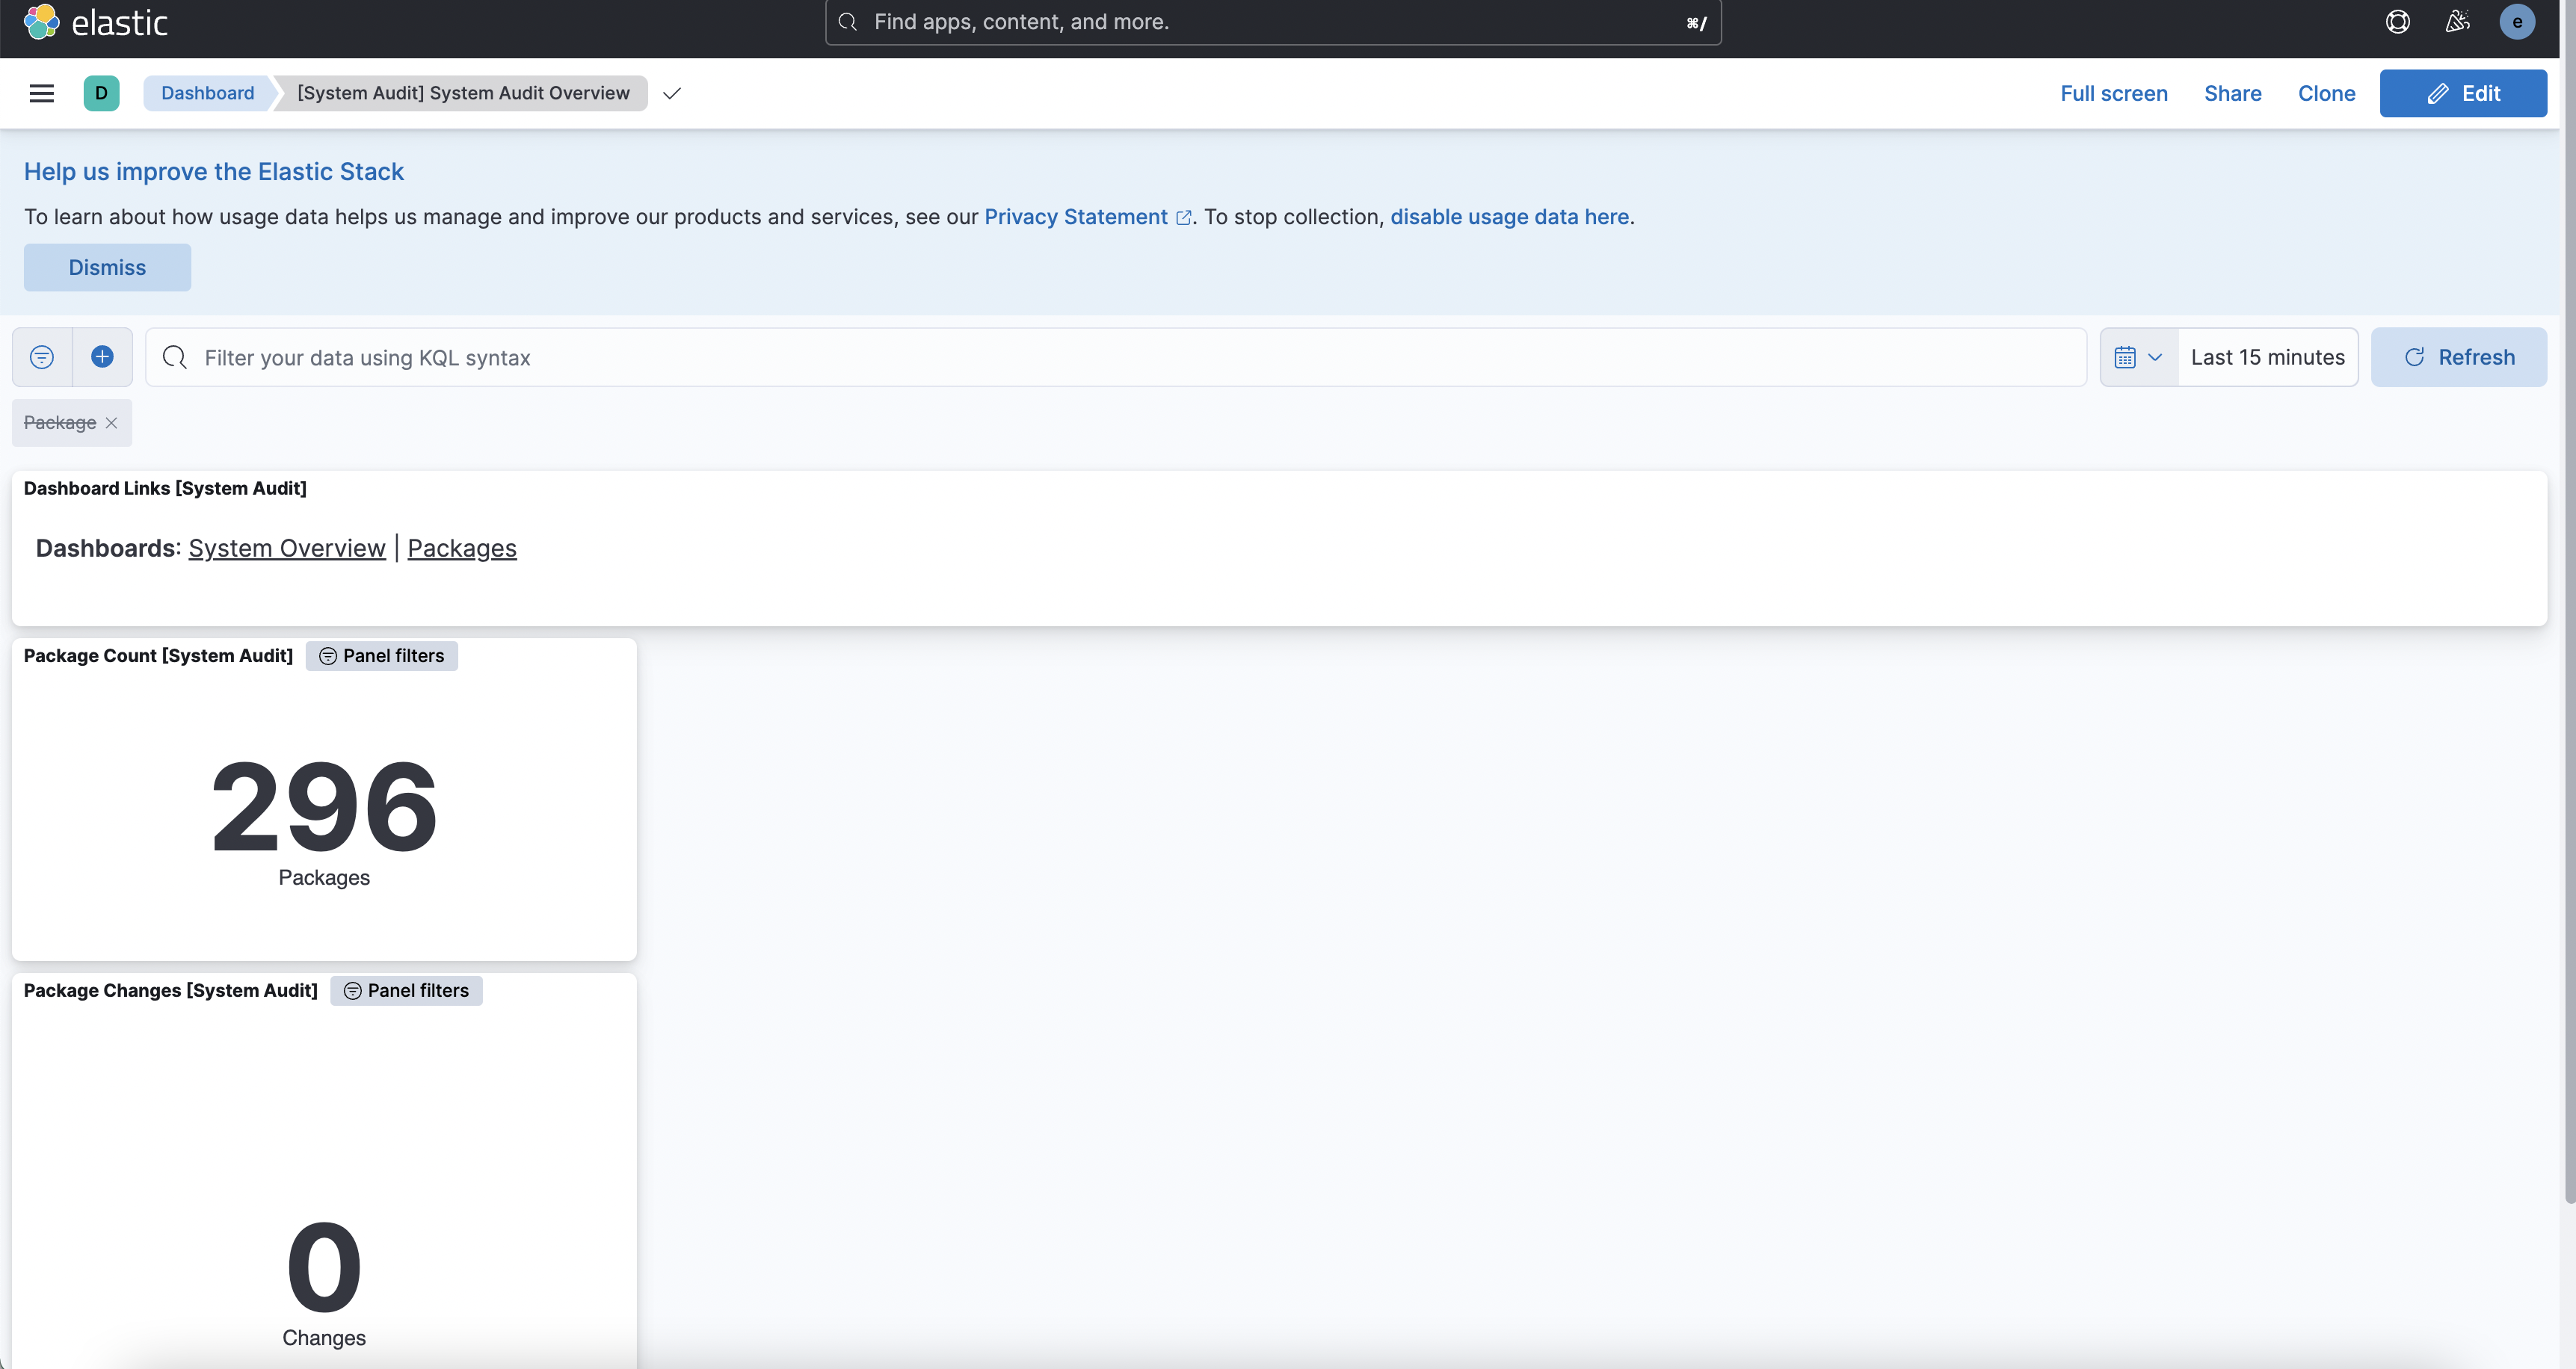 elastic
Find apps, content, and more.
⌘/
e
D
Dashboard
[System Audit] System Audit Overview
Full screen
Share
Clone
Edit
Help us improve the Elastic Stack
To learn about how usage data helps us manage and improve our products and services, see our Privacy Statement. To stop collection, disable usage data here.
Dismiss
Filter your data using KQL syntax
Last 15 minutes
Refresh
Package
Dashboard Links [System Audit]
Dashboards: System Overview | Packages
Package Count [System Audit]
Panel filters
296
Packages
Package Changes [System Audit]
Panel filters
0
Changes